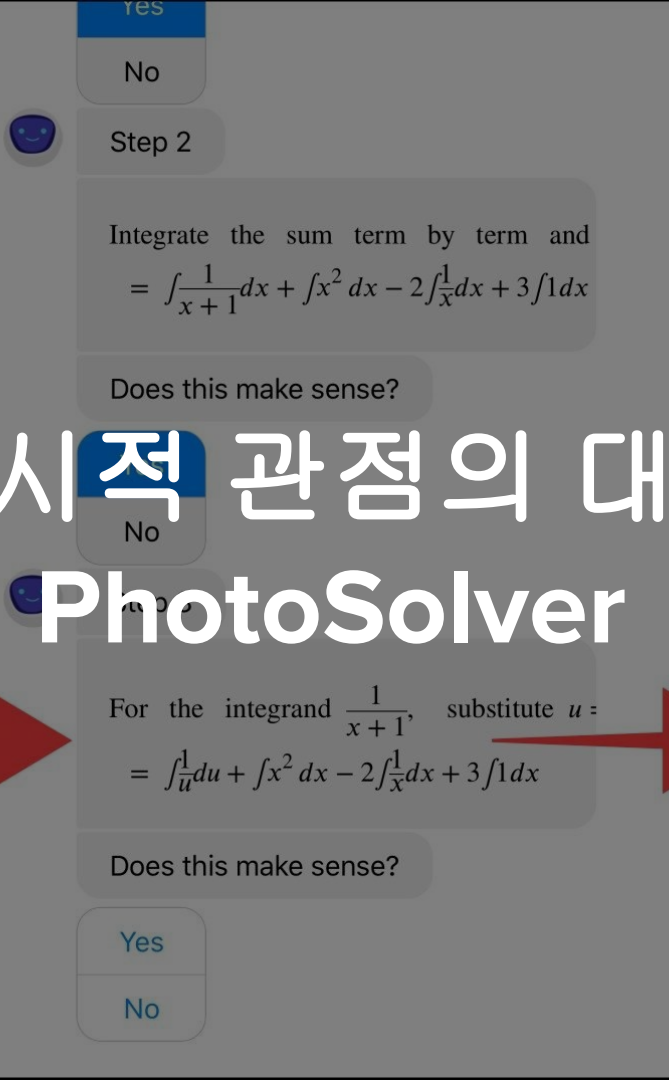 Yes
No
Step 2
Integrate the sum term by term and
= ∫ 1/(x + 1) dx + ∫x² dx − 2∫ 1/x dx + 3∫1dx
Does this make sense?
시적 관점의 대
No
PhotoSolver
For the integrand 1/(x + 1), substitute u =
= ∫ 1/u du + ∫x² dx − 2∫ 1/x dx + 3∫1dx
Does this make sense?
Yes
No